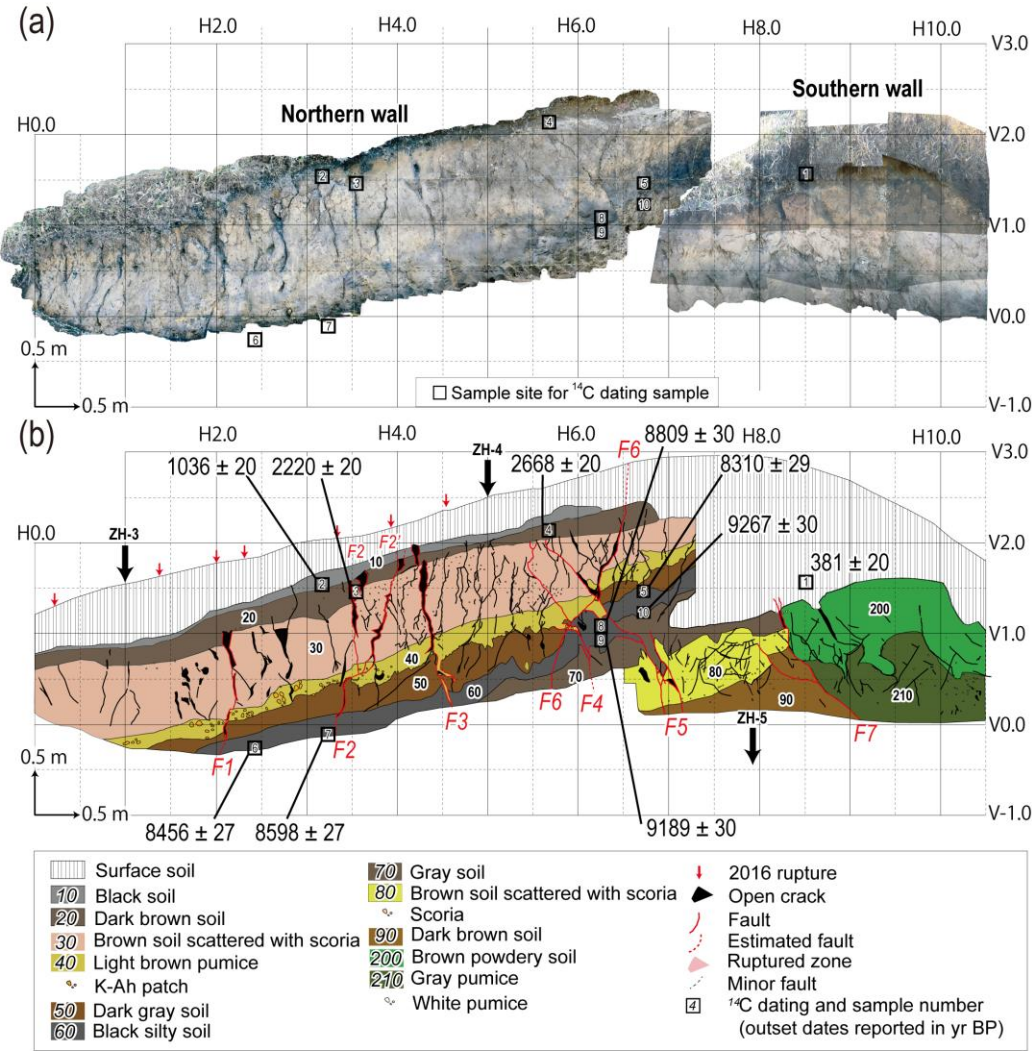 (a)
H2.0 H4.0 H6.0 H8.0 H10.0
V3.0
Northern wall
Southern wall
H0.0
V2.0
4
2
3
5
1
10
8
V1.0
9
7
V0.0
6
0.5 m
0.5 m
□ Sample site for ¹⁴C dating sample
V-1.0
(b)
H2.0 H4.0 H6.0 H8.0 H10.0
8809 ± 30
1036 ± 20
2220 ± 20
ZH-4
2668 ± 20
F6
8310 ± 29
V3.0
9267 ± 30
ZH-3
H0.0
V2.0
F2
F2'
10
4
381 ± 20
2
3
5
1
20
10
200
30
8
V1.0
9
40
70
80
50
60
210
90
F6
F4
F3
F5
ZH-5
F7
V0.0
7
6
F2
F1
0.5 m
0.5 m
V-1.0
8456 ± 27
8598 ± 27
9189 ± 30
Surface soil
10 Black soil
20 Dark brown soil
30 Brown soil scattered with scoria
40 Light brown pumice
K-Ah patch
50 Dark gray soil
60 Black silty soil
70 Gray soil
80 Brown soil scattered with scoria
Scoria
90 Dark brown soil
200 Brown powdery soil
210 Gray pumice
White pumice
2016 rupture
Open crack
Fault
Estimated fault
Ruptured zone
Minor fault
4 ¹⁴C dating and sample number
(outset dates reported in yr BP)